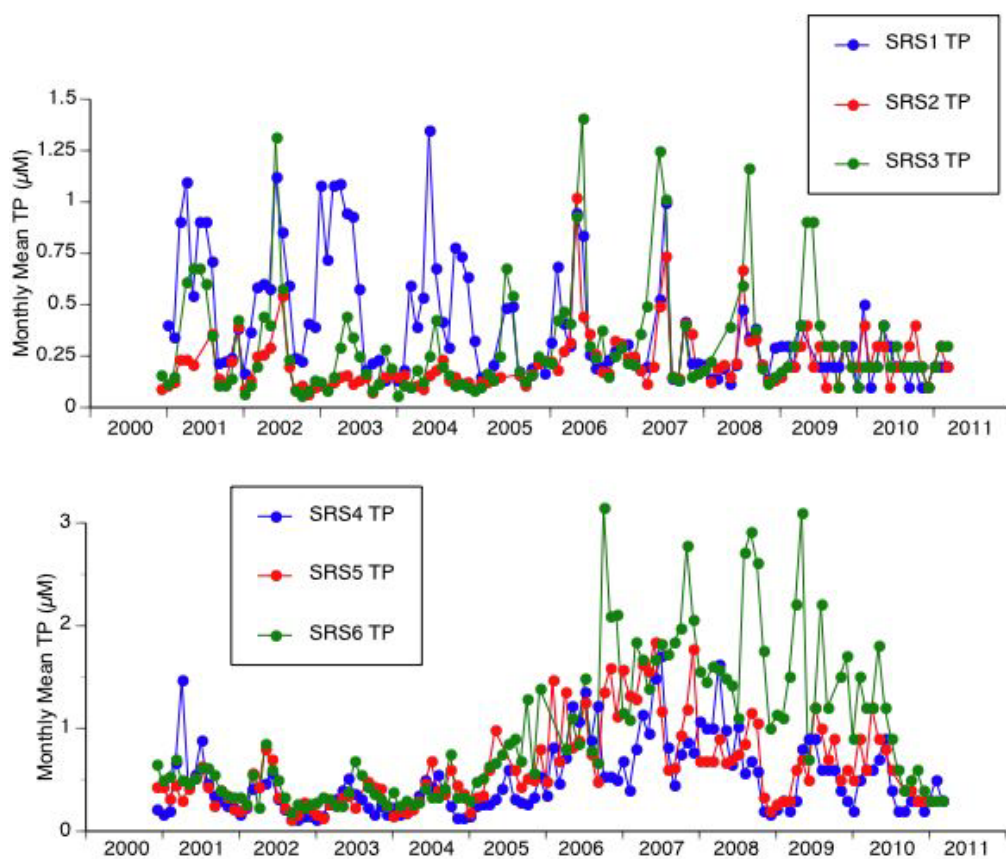 SRS1 TP
SRS2 TP
SRS3 TP
Monthly Mean TP (µM)
1.5
1.25
1
0.75
0.5
0.25
0
2000 2001 2002 2003 2004 2005 2006 2007 2008 2009 2010 2011
SRS4 TP
SRS5 TP
SRS6 TP
Monthly Mean TP (µM)
3
2
1
0
2000 2001 2002 2003 2004 2005 2006 2007 2008 2009 2010 2011